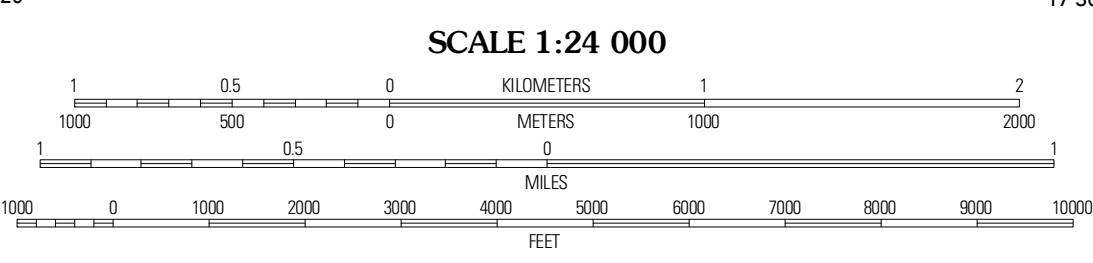 SCALE 1:24 000
1 0.5 0 KILOMETERS 1 2
1000 500 0 METERS 1000 2000
1 0.5 0 1
MILES
1000 0 1000 2000 3000 4000 5000 6000 7000 8000 9000 10000
FEET